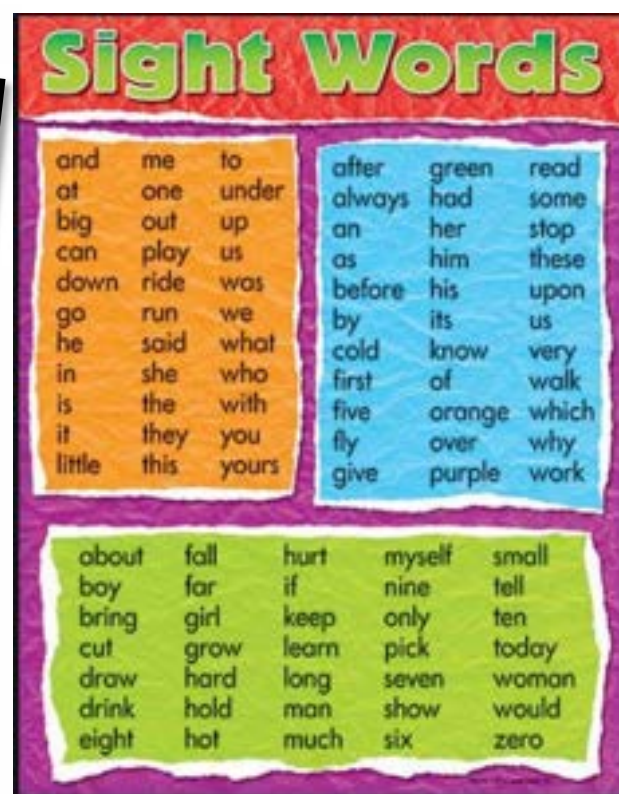 Sight Words
and me to
at one under
big out up
can play us
down ride was
go run we
he said what
in she who
is the with
it they you
little this yours
after green read
always had some
an her stop
as him these
before his upon
by its us
cold know very
first of walk
five orange which
fly over why
give purple work
about fall hurt myself small
boy far if nine tell
bring girl keep only ten
cut grow learn pick today
draw hard long seven woman
drink hold man show would
eight hot much six zero